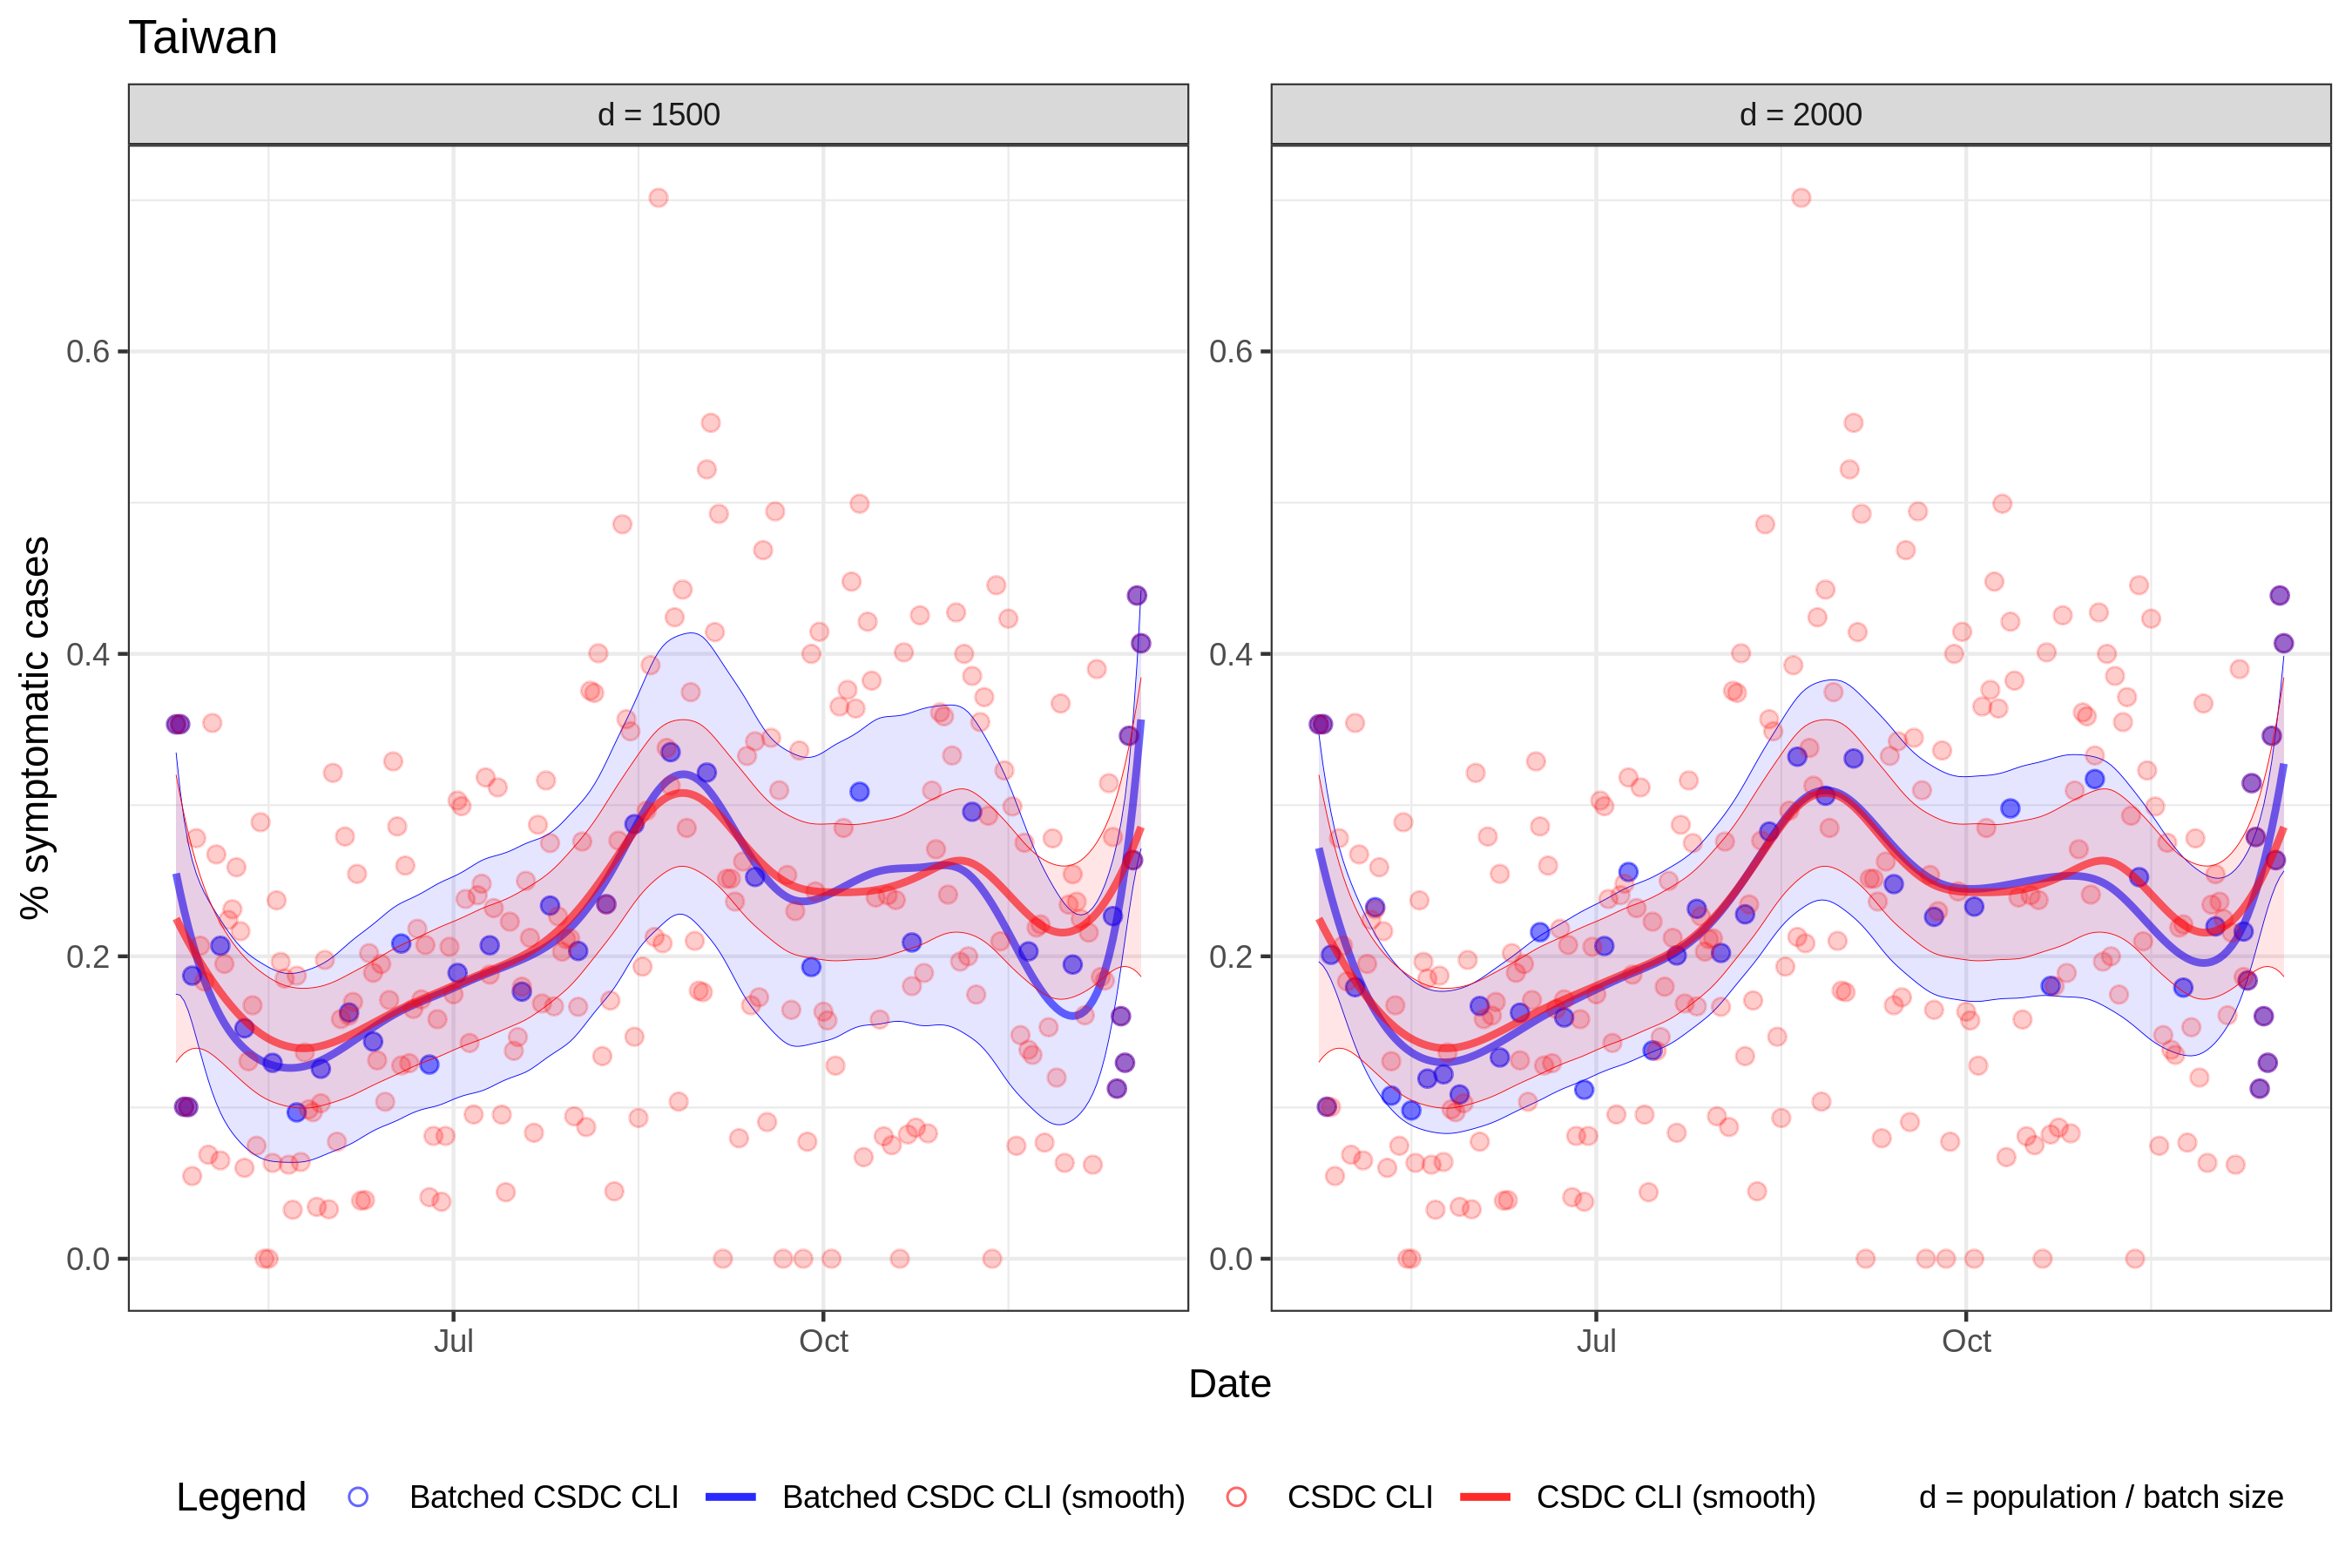 Taiwan
d = 1500
d = 2000
% symptomatic cases
0.6
0.4
0.2
0.0
0.6
0.4
0.2
0.0
Jul
Oct
Jul
Oct
Date
Legend
Batched CSDC CLI
Batched CSDC CLI (smooth)
CSDC CLI
CSDC CLI (smooth)
d = population / batch size